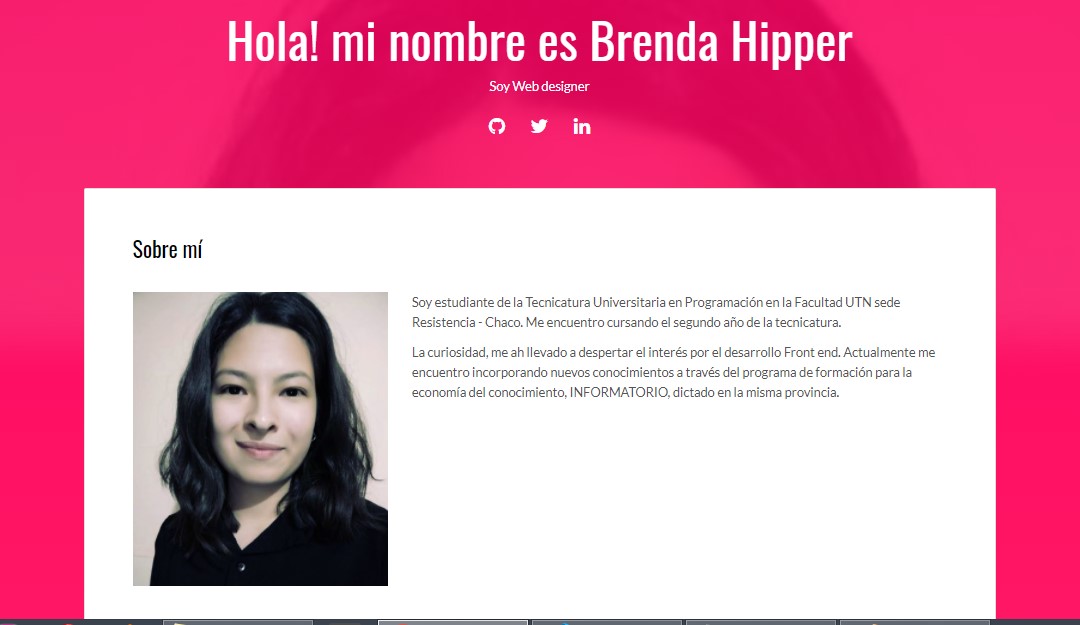 Hola! mi nombre es Brenda Hipper
Soy Web designer
Sobre mí
Soy estudiante de la Tecnicatura Universitaria en Programación en la Facultad UTN sede
Resistencia - Chaco. Me encuentro cursando el segundo año de la tecnicatura.
La curiosidad, me ah llevado a despertar el interés por el desarrollo Front end. Actualmente me
encuentro incorporando nuevos conocimientos a través del programa de formación para la
economía del conocimiento, INFORMATORIO, dictado en la misma provincia.